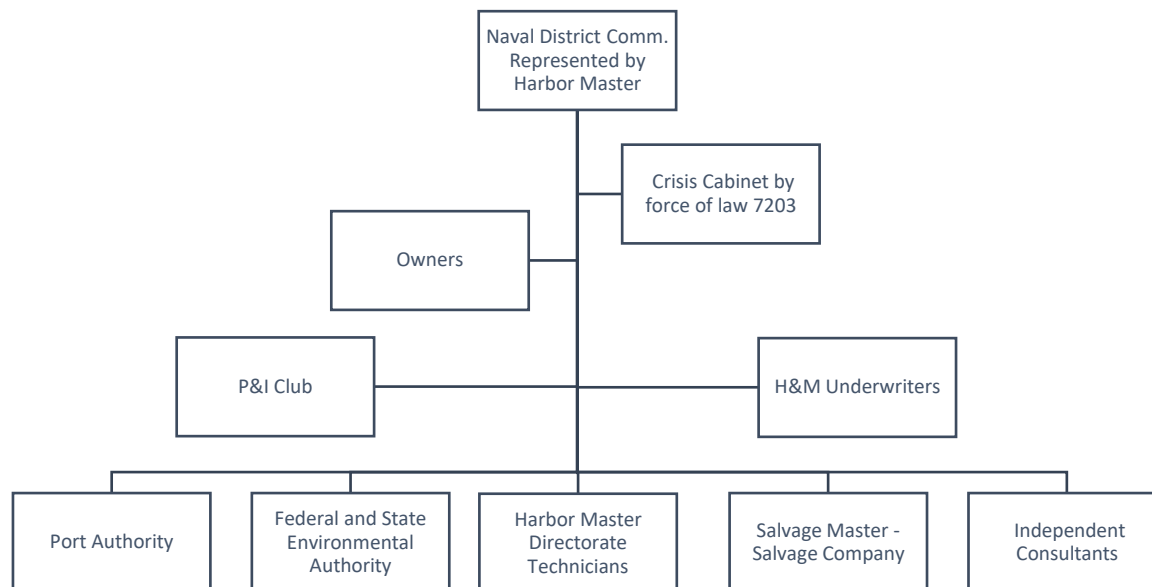 Naval District Comm.
Represented by
Harbor Master
Crisis Cabinet by
force of law 7203
Owners
P&I Club
H&M Underwriters
Port Authority
Federal and State
Environmental
Authority
Harbor Master
Directorate
Technicians
Salvage Master -
Salvage Company
Independent
Consultants